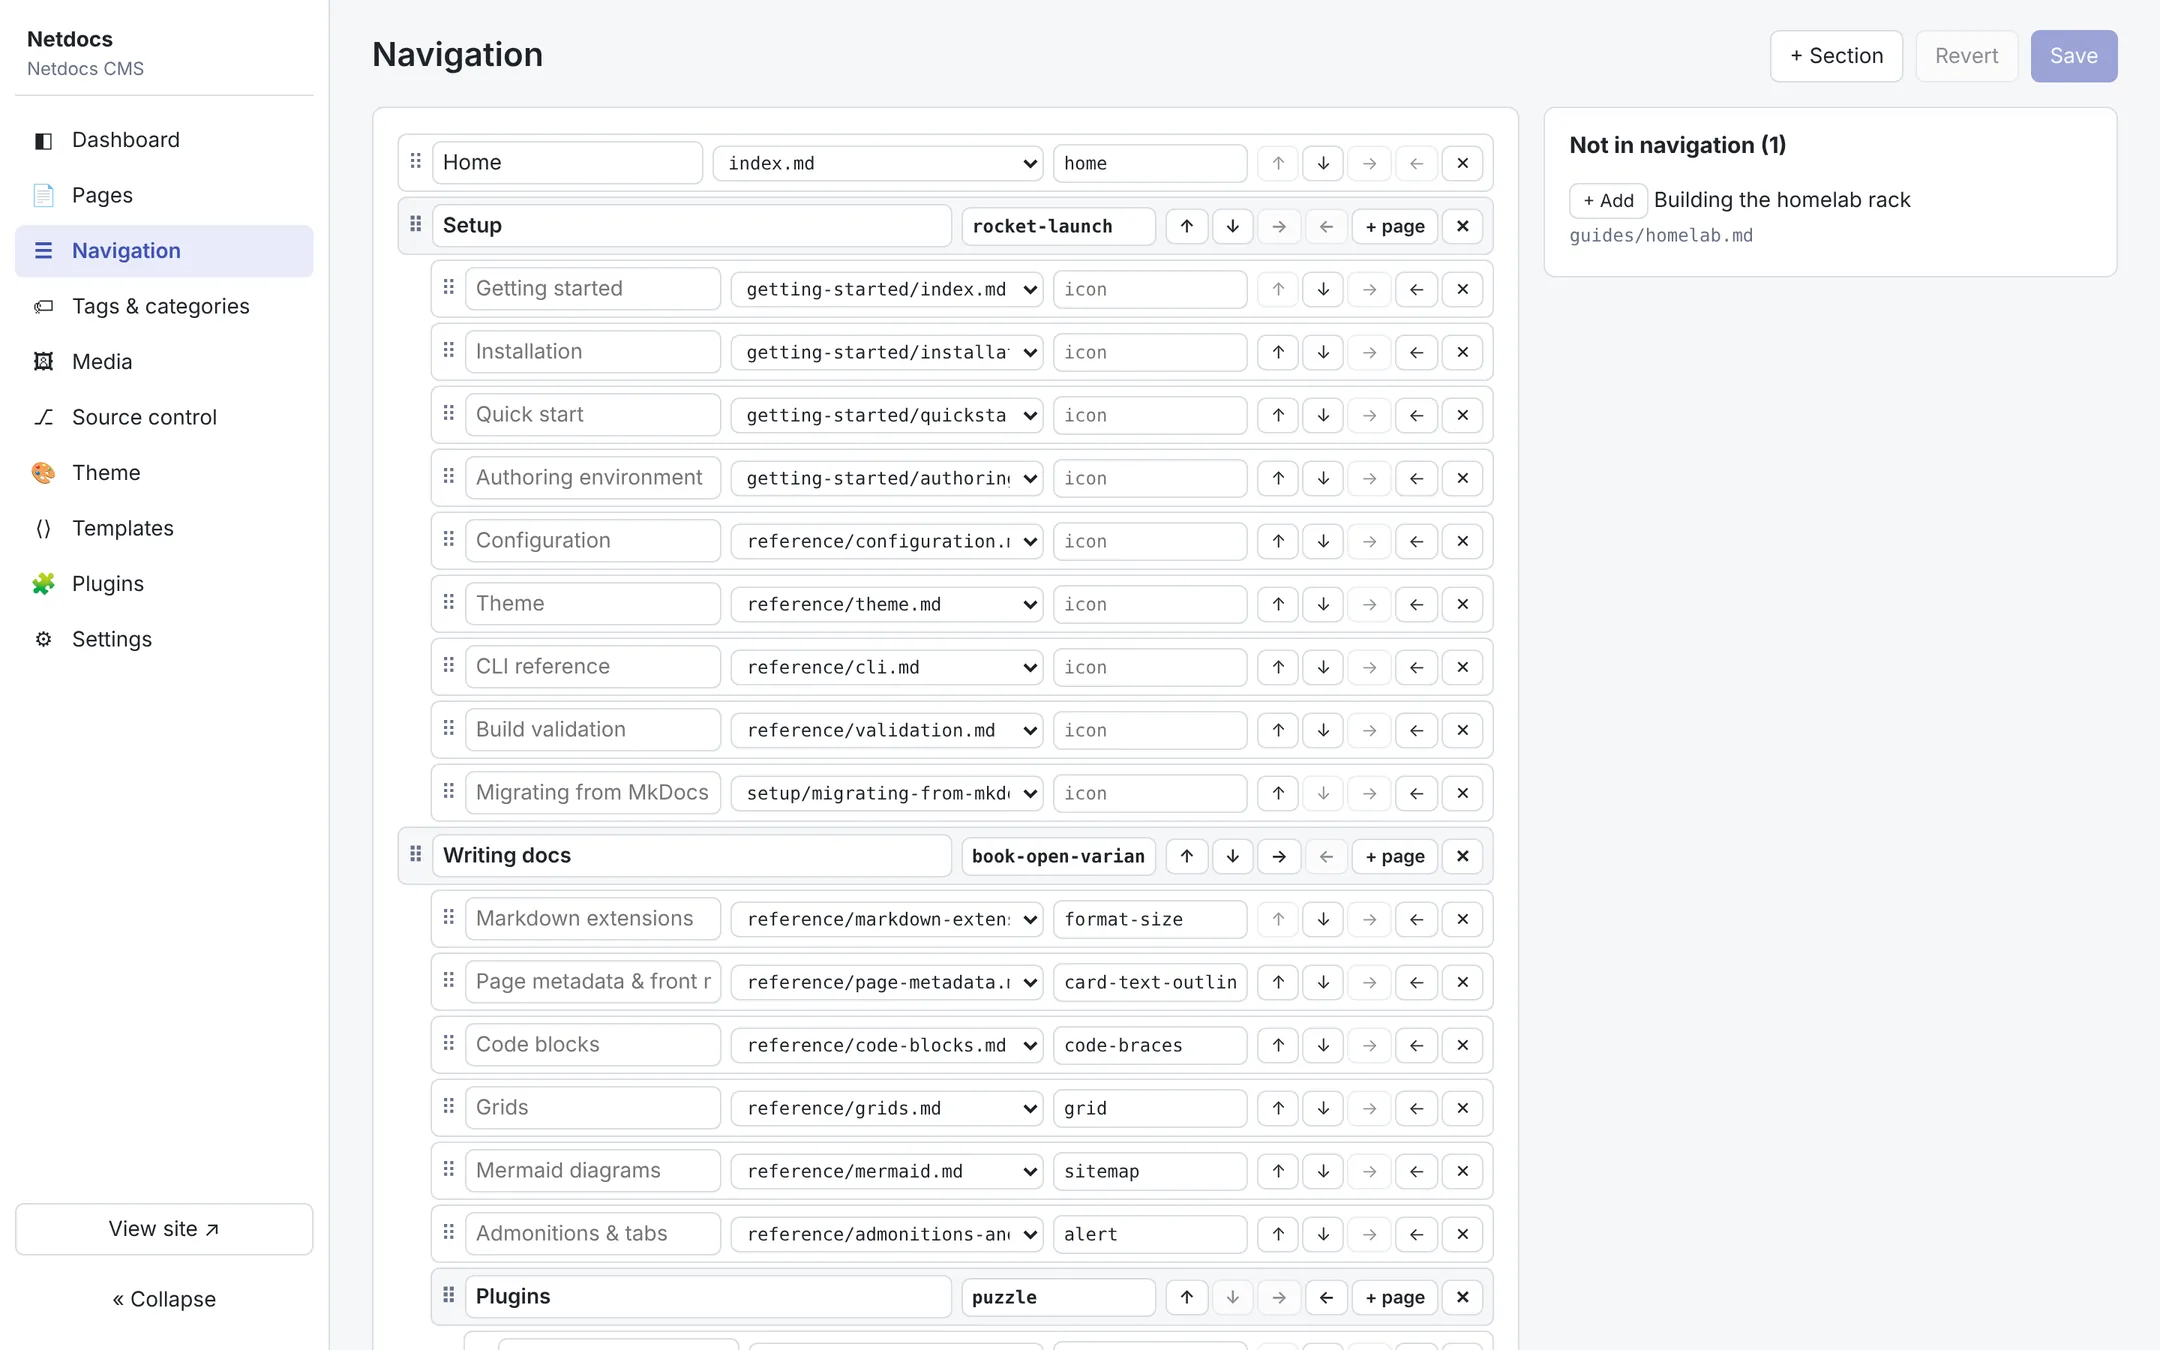 Netdocs
Netdocs CMS
Dashboard
Pages
Navigation
Tags & categories
Media
Source control
Theme
Templates
Plugins
Settings
View site ↗
« Collapse
Navigation
+ Section
Revert
Save
Home index.md home ↑ ↓ → ← ✕
Setup rocket-launch ↑ ↓ → ← + page ✕
Getting started getting-started/index.md icon ↑ ↓ → ← ✕
Installation getting-started/installa icon ↑ ↓ → ← ✕
Quick start getting-started/quicksta icon ↑ ↓ → ← ✕
Authoring environment getting-started/authoring icon ↑ ↓ → ← ✕
Configuration reference/configuration. icon ↑ ↓ → ← ✕
Theme reference/theme.md icon ↑ ↓ → ← ✕
CLI reference reference/cli.md icon ↑ ↓ → ← ✕
Build validation reference/validation.md icon ↑ ↓ → ← ✕
Migrating from MkDocs setup/migrating-from-mkd icon ↑ ↓ → ← ✕
Writing docs book-open-varian ↑ ↓ → ← + page ✕
Markdown extensions reference/markdown-exten format-size ↑ ↓ → ← ✕
Page metadata & front reference/page-metadata. card-text-outlin ↑ ↓ → ← ✕
Code blocks reference/code-blocks.md code-braces ↑ ↓ → ← ✕
Grids reference/grids.md grid ↑ ↓ → ← ✕
Mermaid diagrams reference/mermaid.md sitemap ↑ ↓ → ← ✕
Admonitions & tabs reference/admonitions-an alert ↑ ↓ → ← ✕
Plugins puzzle ↑ ↓ → ← + page ✕
Not in navigation (1)
+ Add Building the homelab rack
guides/homelab.md